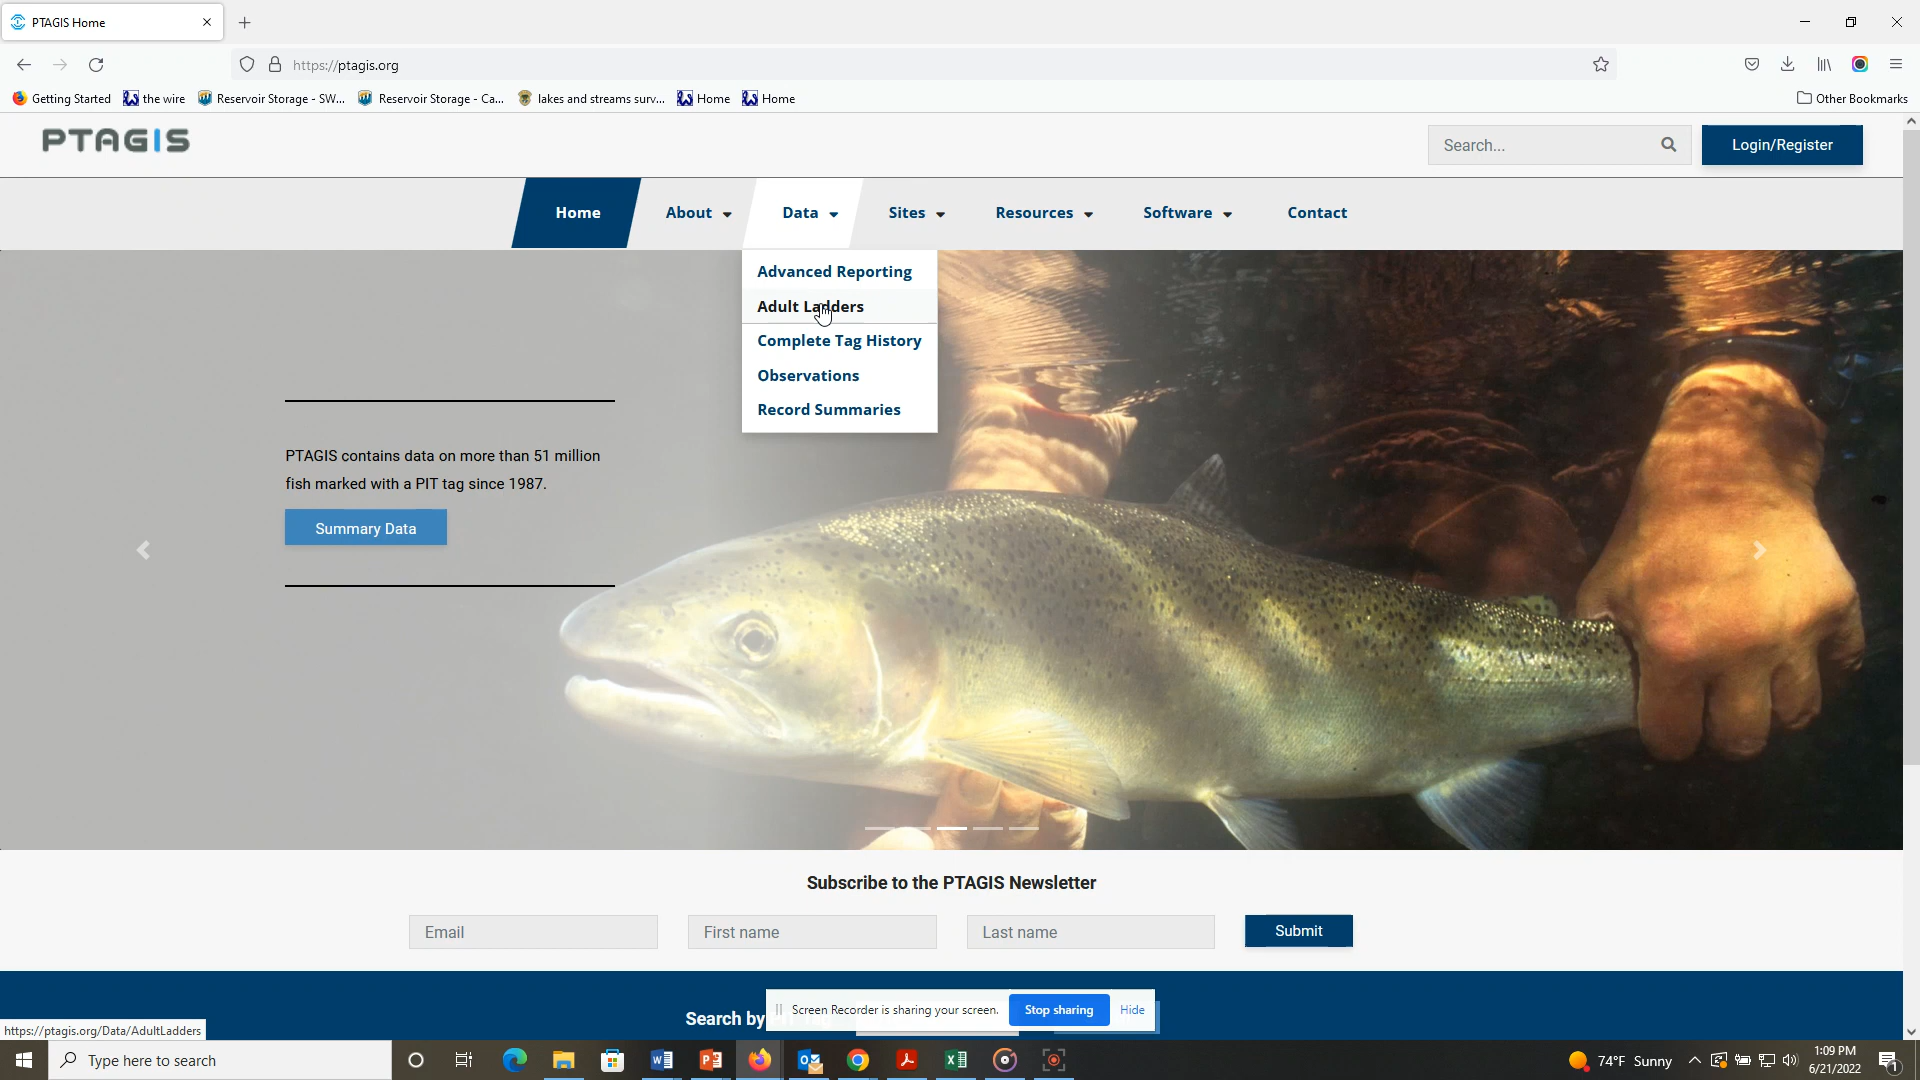 PTAGIS Home
https://ptagis.org
Getting Started
the wire
Reservoir Storage - SW...
Reservoir Storage - Ca...
lakes and streams surv...
Home
Home
Other Bookmarks
PTAGIS
Search...
Login/Register
Home
About
Data
Sites
Resources
Software
Contact
Advanced Reporting
Adult Ladders
Complete Tag History
Observations
Record Summaries
PTAGIS contains data on more than 51 million
fish marked with a PIT tag since 1987.
Summary Data
Subscribe to the PTAGIS Newsletter
Email
First name
Last name
Submit
Search by
Screen Recorder is sharing your screen.
Stop sharing
Hide
https://ptagis.org/Data/AdultLadders
Type here to search
74°F Sunny
1:09 PM
6/21/2022
1